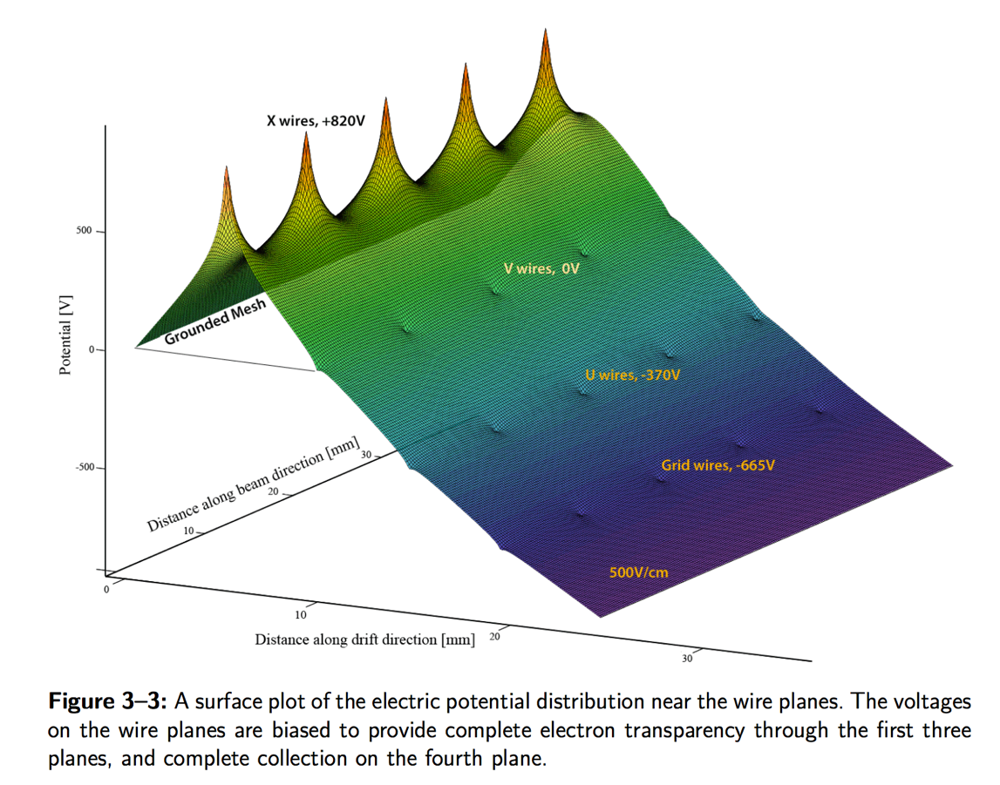 X wires, +820V
500
V wires, 0V
Grounded Mesh
Potential [V]
0
U wires, -370V
Distance along beam direction [mm]
30
-500
Grid wires, -665V
20
10
500V/cm
0
10
Distance along drift direction [mm]
20
30
Figure 3–3: A surface plot of the electric potential distribution near the wire planes. The voltages
on the wire planes are biased to provide complete electron transparency through the first three
planes, and complete collection on the fourth plane.